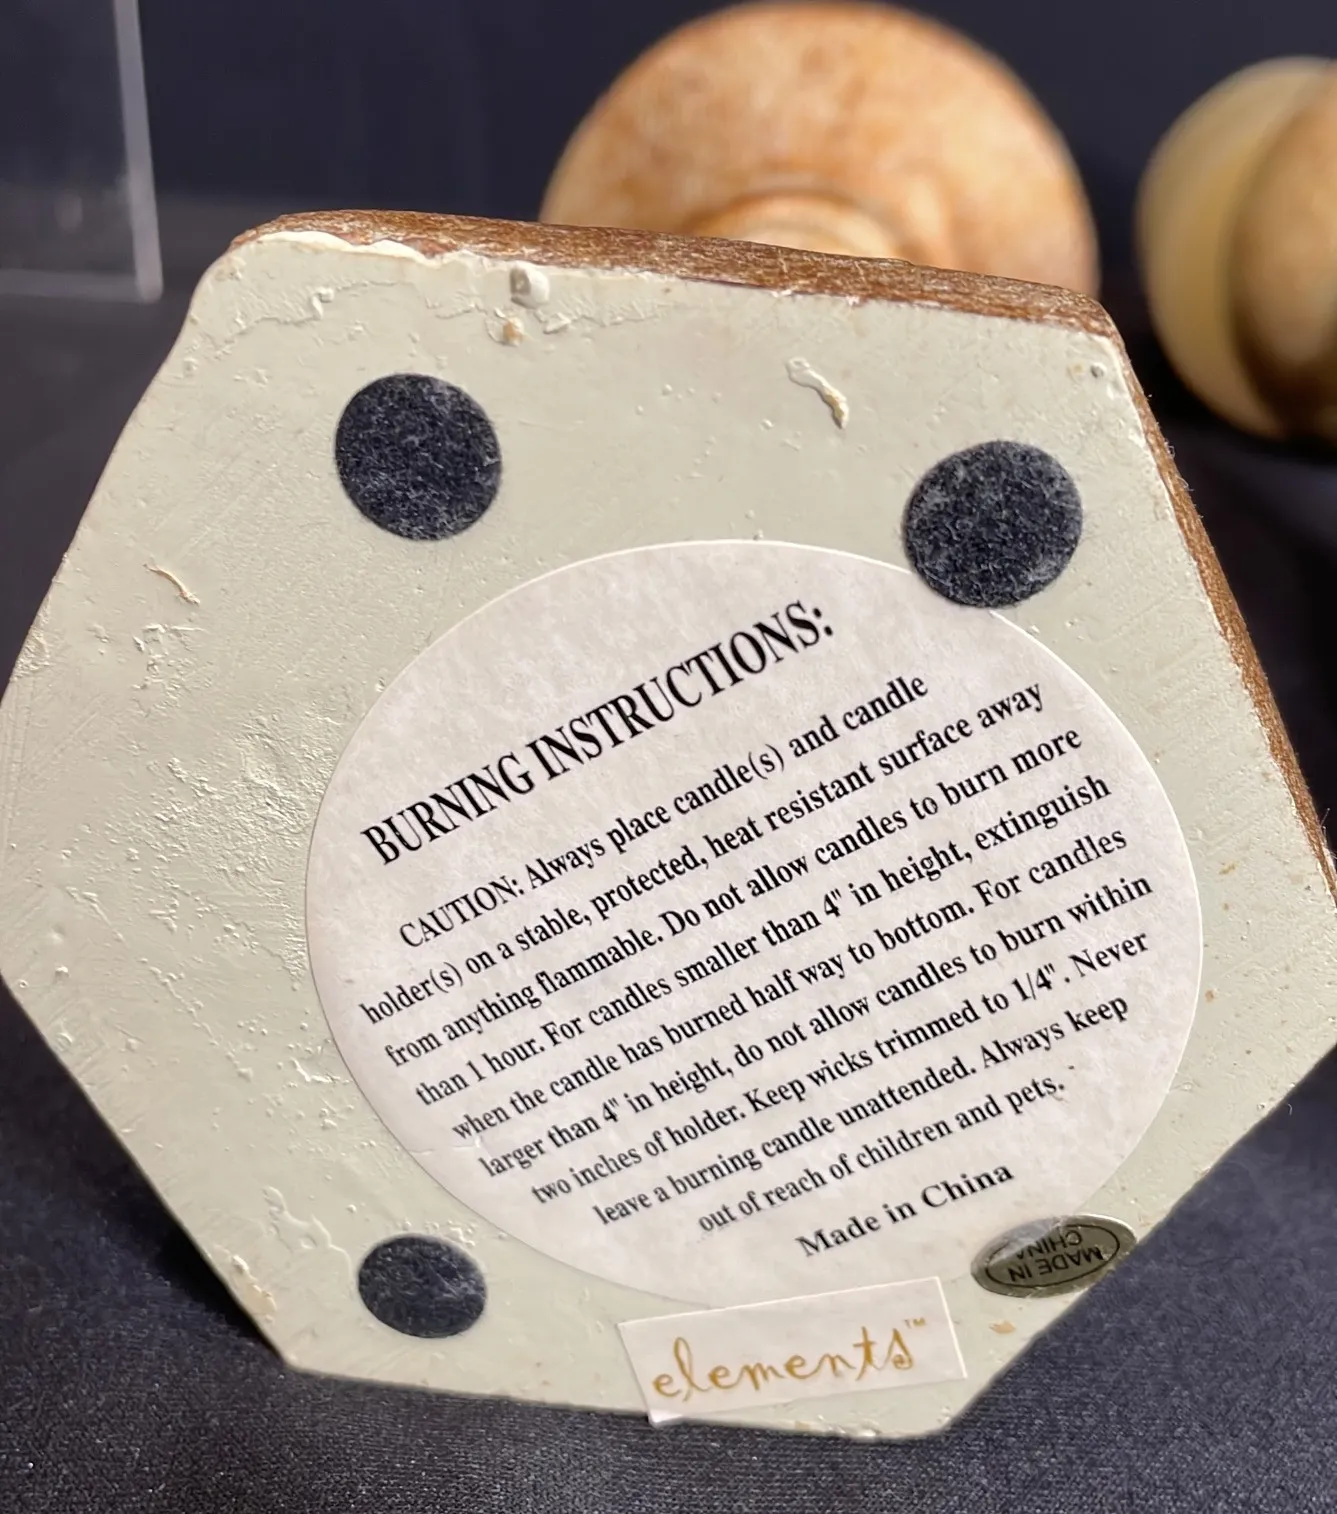 BURNING INSTRUCTIONS:
CAUTION: Always place candle(s) and candle
holder(s) on a stable, protected, heat resistant surface away
from anything flammable. Do not allow candles to burn more
than 1 hour. For candles smaller than 4" in height, extinguish
when the candle has burned half way to bottom. For candles
larger than 4" in height, do not allow candles to burn within
two inches of holder. Keep wicks trimmed to 1/4". Never
leave a burning candle unattended. Always keep
out of reach of children and pets.
Made in China
MADE IN
CHINA
elements™